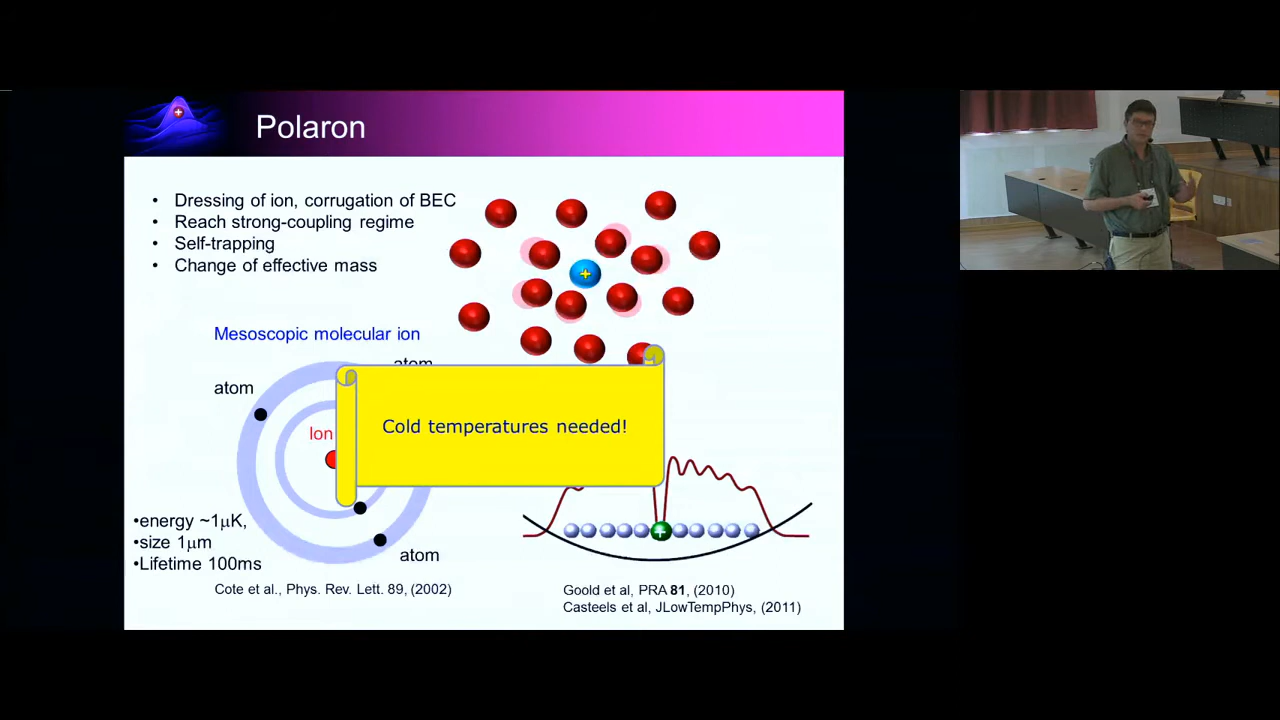 Polaron
• Dressing of ion, corrugation of BEC
• Reach strong-coupling regime
• Self-trapping
• Change of effective mass
Mesoscopic molecular ion
atom
atom
Ion
Cold temperatures needed!
•energy ~1μK,
•size 1μm
•Lifetime 100ms
atom
Cote et al., Phys. Rev. Lett. 89, (2002)
Goold et al, PRA 81, (2010)
Casteels et al, JLowTempPhys, (2011)